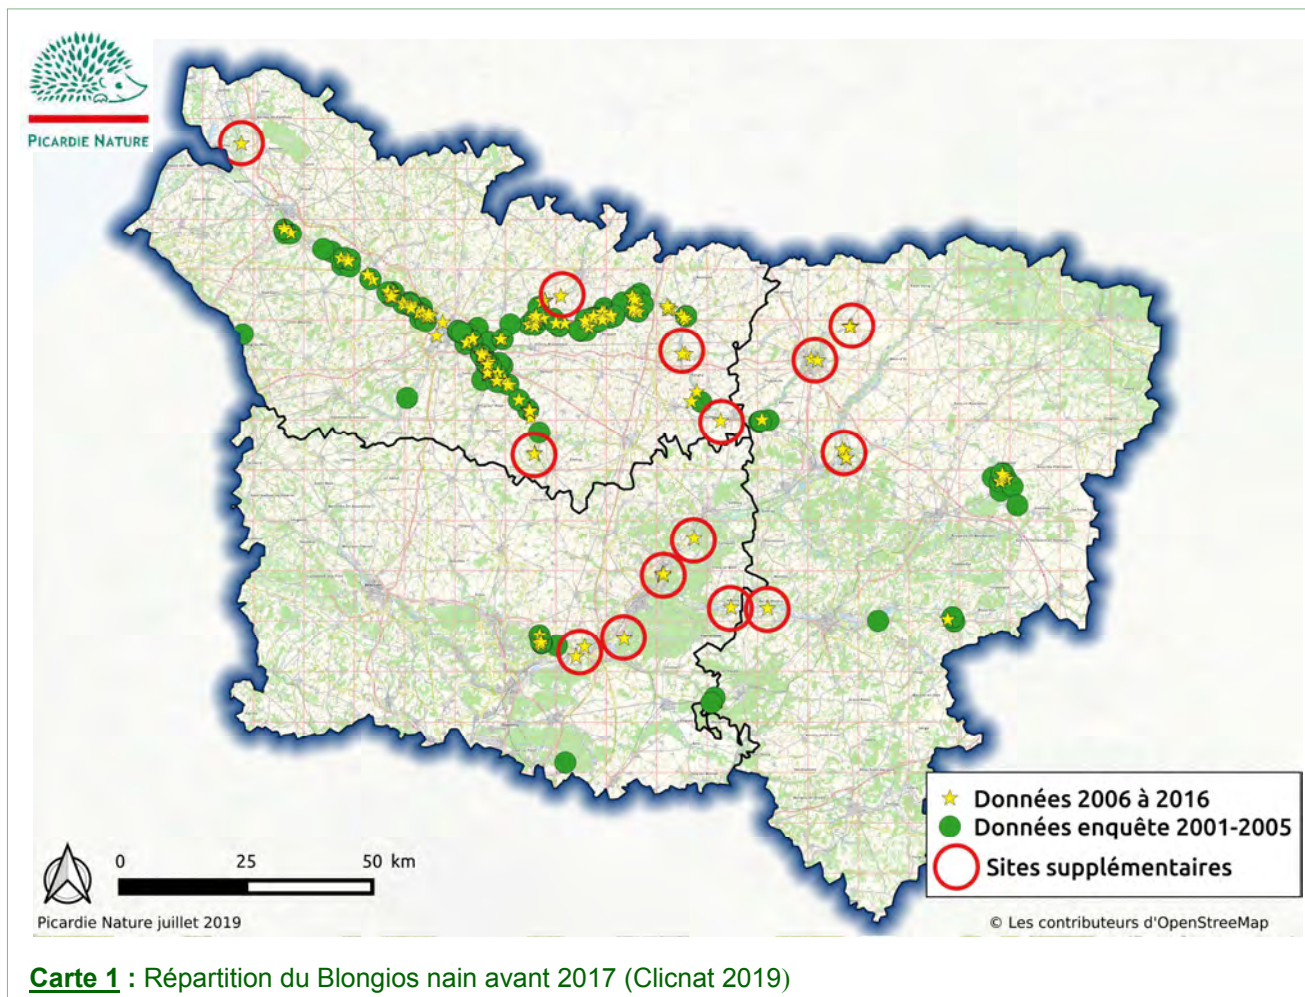 PICARDIE NATURE
Données 2006 à 2016
Données enquête 2001-2005
Sites supplémentaires
0 25 50 km
Picardie Nature juillet 2019
© Les contributeurs d'OpenStreeMap
Carte 1 : Répartition du Blongios nain avant 2017 (Clicnat 2019)